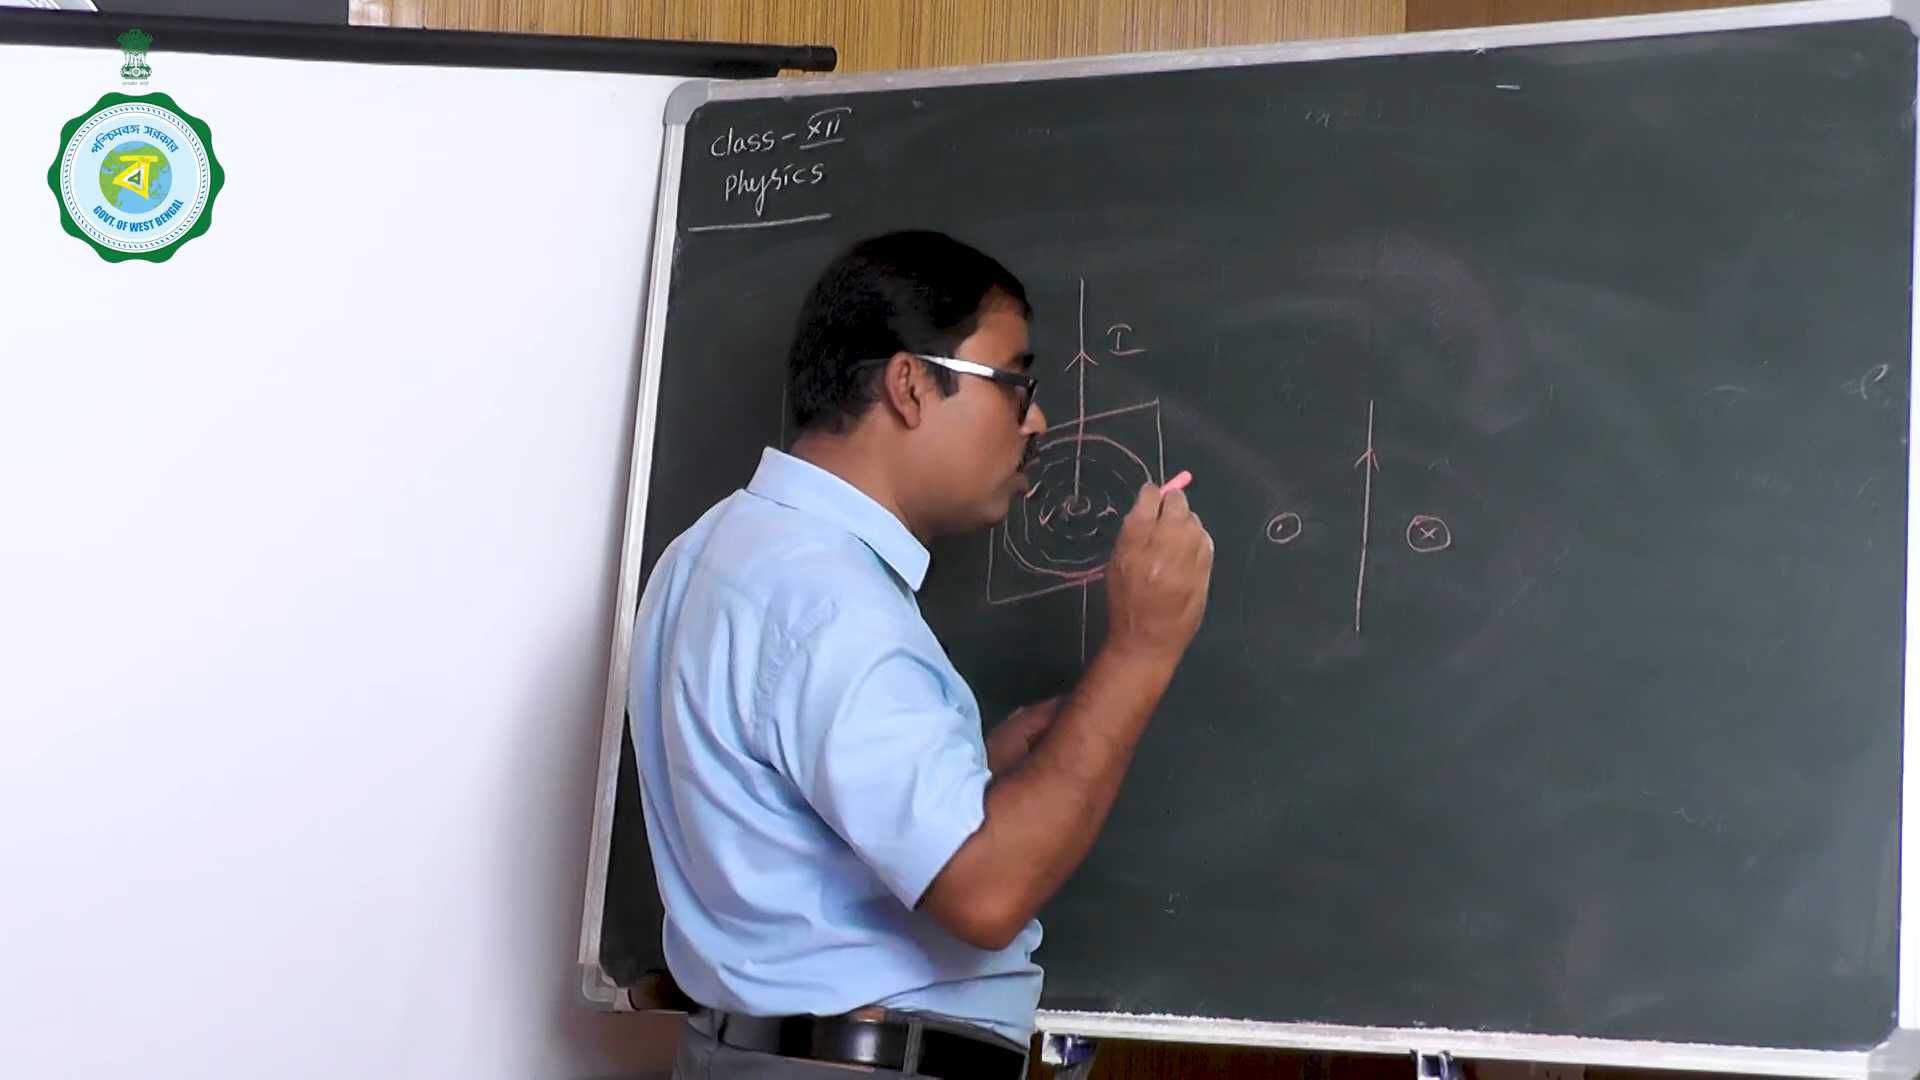 পশ্চিমবঙ্গ সরকার
ব
GOVT. OF WEST BENGAL
Class - XII
Physics
I